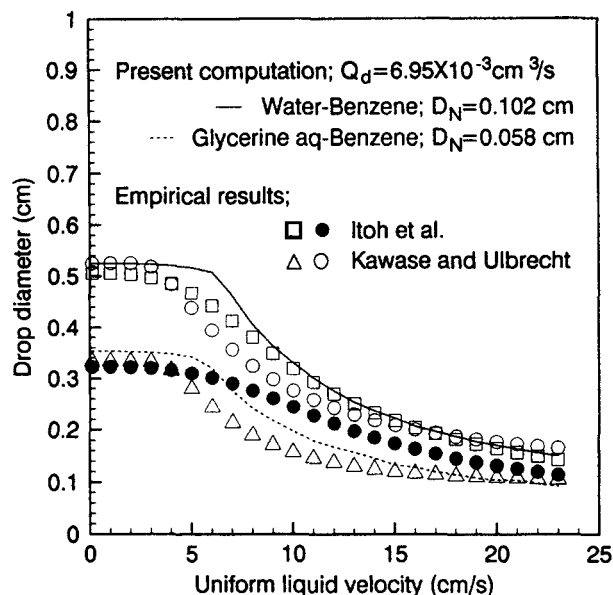 Present computation; Q_d=6.95X10^-3 cm^3/s
Water-Benzene; D_N=0.102 cm
Glycerine aq-Benzene; D_N=0.058 cm
Empirical results;
Itoh et al.
Kawase and Ulbrecht
Drop diameter (cm)
1
0.9
0.8
0.7
0.6
0.5
0.4
0.3
0.2
0.1
0
0 5 10 15 20 25
Uniform liquid velocity (cm/s)